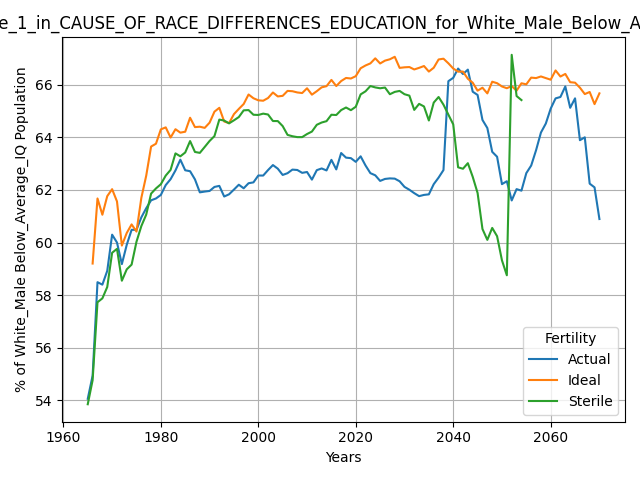 e_1_in_CAUSE_OF_RACE_DIFFERENCES_EDUCATION_for_White_Male_Below_A
% of White_Male Below_Average_IQ Population
66
64
62
60
58
56
54
1960 1980 2000 2020 2040 2060
Years
Fertility
Actual
Ideal
Sterile